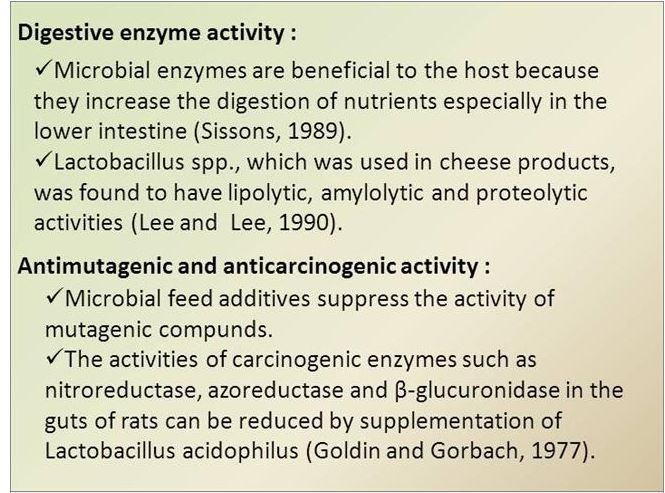 Digestive enzyme activity :
✓Microbial enzymes are beneficial to the host because
they increase the digestion of nutrients especially in the
lower intestine (Sissons, 1989).
✓Lactobacillus spp., which was used in cheese products,
was found to have lipolytic, amylolytic and proteolytic
activities (Lee and  Lee, 1990).
Antimutagenic and anticarcinogenic activity :
✓Microbial feed additives suppress the activity of
mutagenic compunds.
✓The activities of carcinogenic enzymes such as
nitroreductase, azoreductase and β-glucuronidase in the
guts of rats can be reduced by supplementation of
Lactobacillus acidophilus (Goldin and Gorbach, 1977).